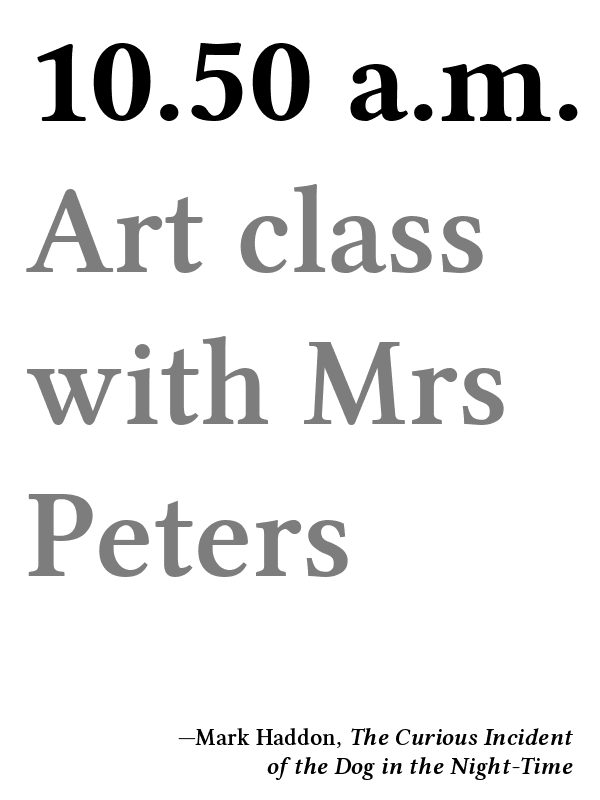 10.50 a.m.
Art class
with Mrs
Peters
—Mark Haddon, The Curious Incident
of the Dog in the Night-Time